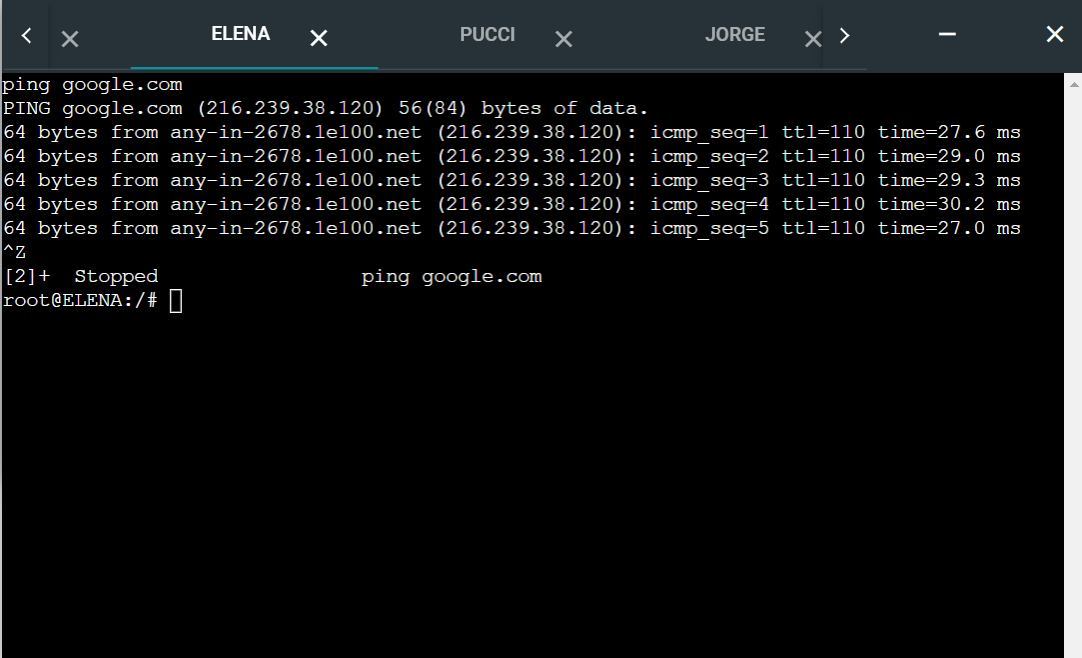 ELENA PUCCI JORGE
ping google.com
PING google.com (216.239.38.120) 56(84) bytes of data.
64 bytes from any-in-2678.1e100.net (216.239.38.120): icmp_seq=1 ttl=110 time=27.6 ms
64 bytes from any-in-2678.1e100.net (216.239.38.120): icmp_seq=2 ttl=110 time=29.0 ms
64 bytes from any-in-2678.1e100.net (216.239.38.120): icmp_seq=3 ttl=110 time=29.3 ms
64 bytes from any-in-2678.1e100.net (216.239.38.120): icmp_seq=4 ttl=110 time=30.2 ms
64 bytes from any-in-2678.1e100.net (216.239.38.120): icmp_seq=5 ttl=110 time=27.0 ms
^Z
[2]+  Stopped                 ping google.com
root@ELENA:/#